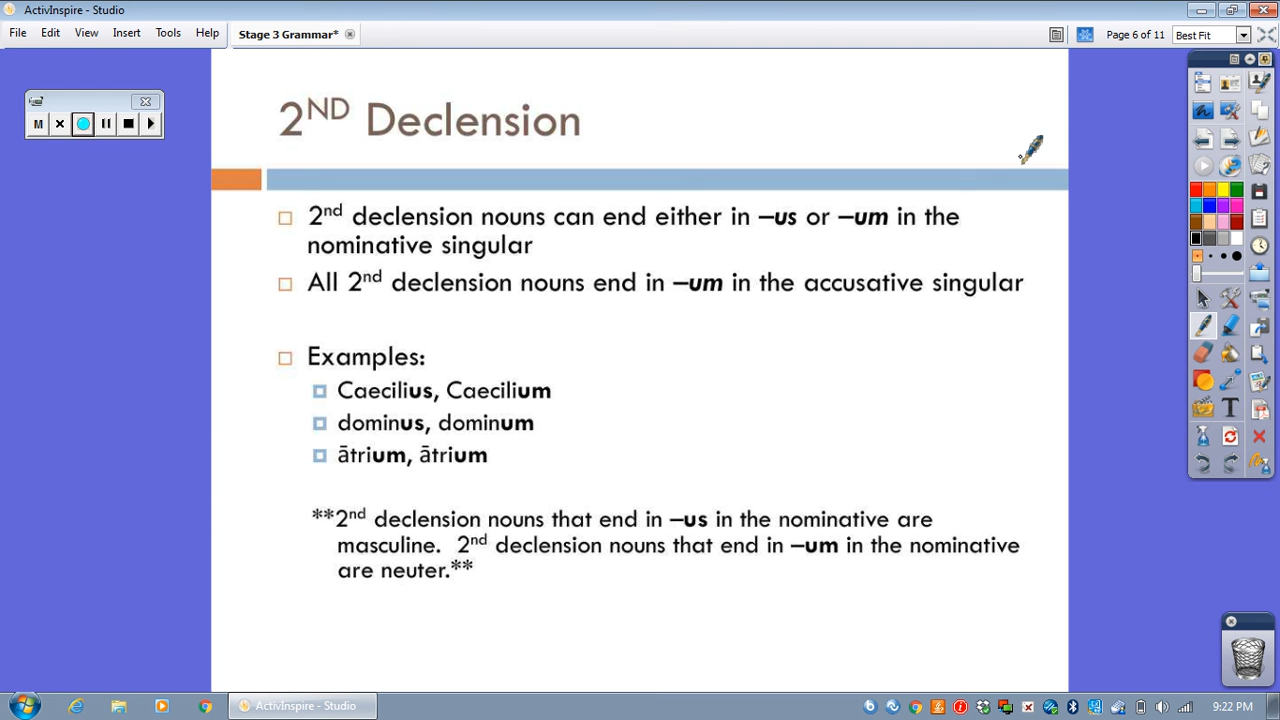 ActivInspire - Studio
File Edit View Insert Tools Help Stage 3 Grammar* Page 6 of 11 Best Fit
2ND Declension
2nd declension nouns can end either in –us or –um in the
nominative singular
All 2nd declension nouns end in –um in the accusative singular
Examples:
Caecilius, Caecilium
dominus, dominum
ātrium, ātrium
**2nd declension nouns that end in –us in the nominative are
masculine. 2nd declension nouns that end in –um in the nominative
are neuter.**
M
T
ActivInspire - Studio 9:22 PM